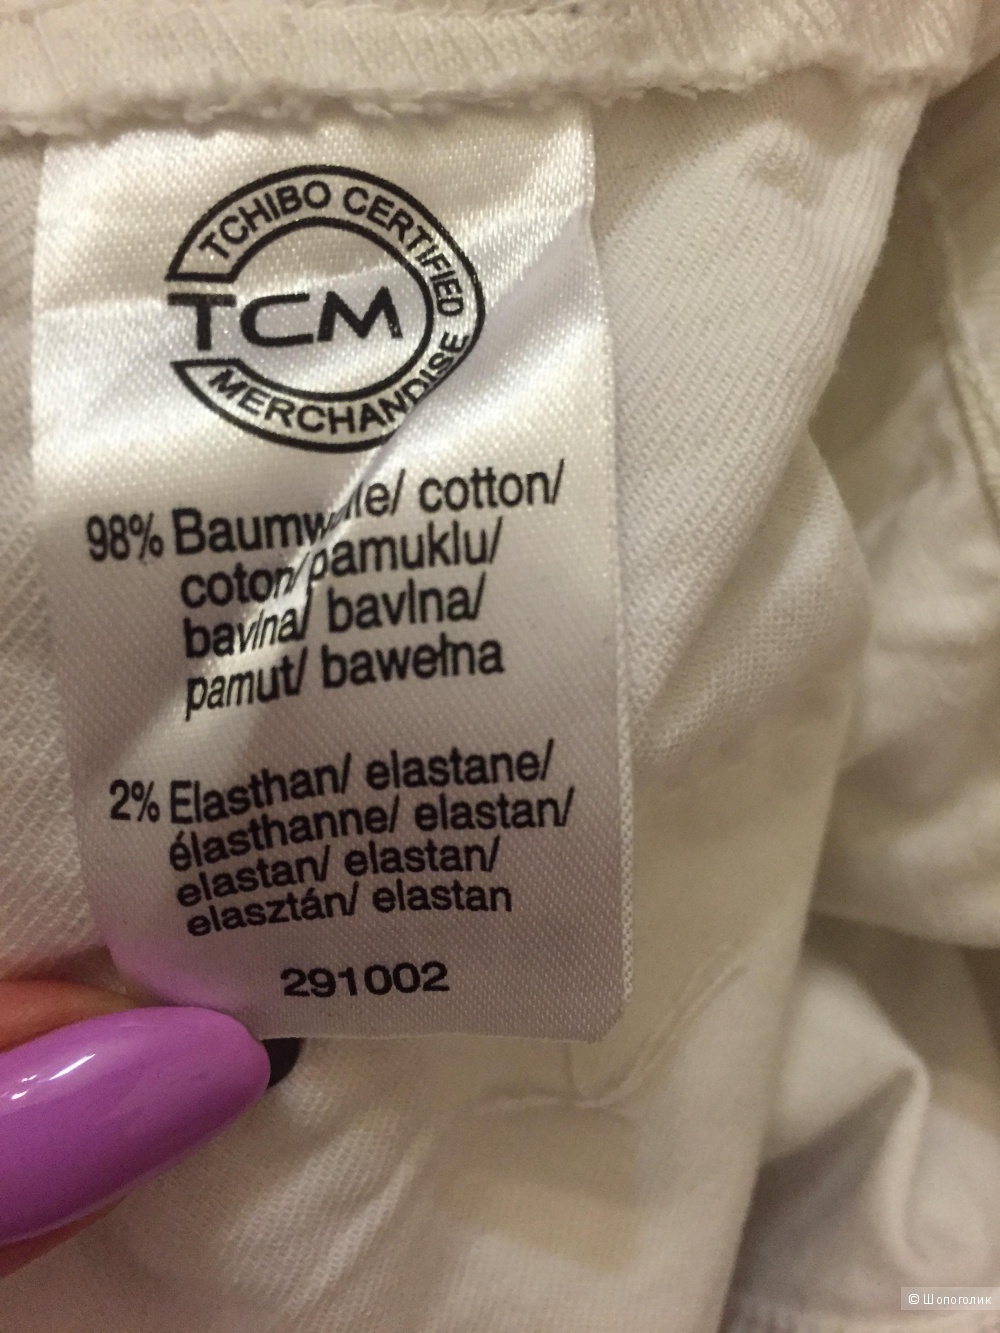 TCHIBO CERTIFIED
TCM
MERCHANDISE
98% Baumwolle/ cotton/
coton/pamuklu/
bavlna/ bavlna/
pamut/ bawełna
2% Elasthan/ elastane/
élasthanne/ elastan/
elastan/ elastan/
elasztán/ elastan
291002
© Шопоголик